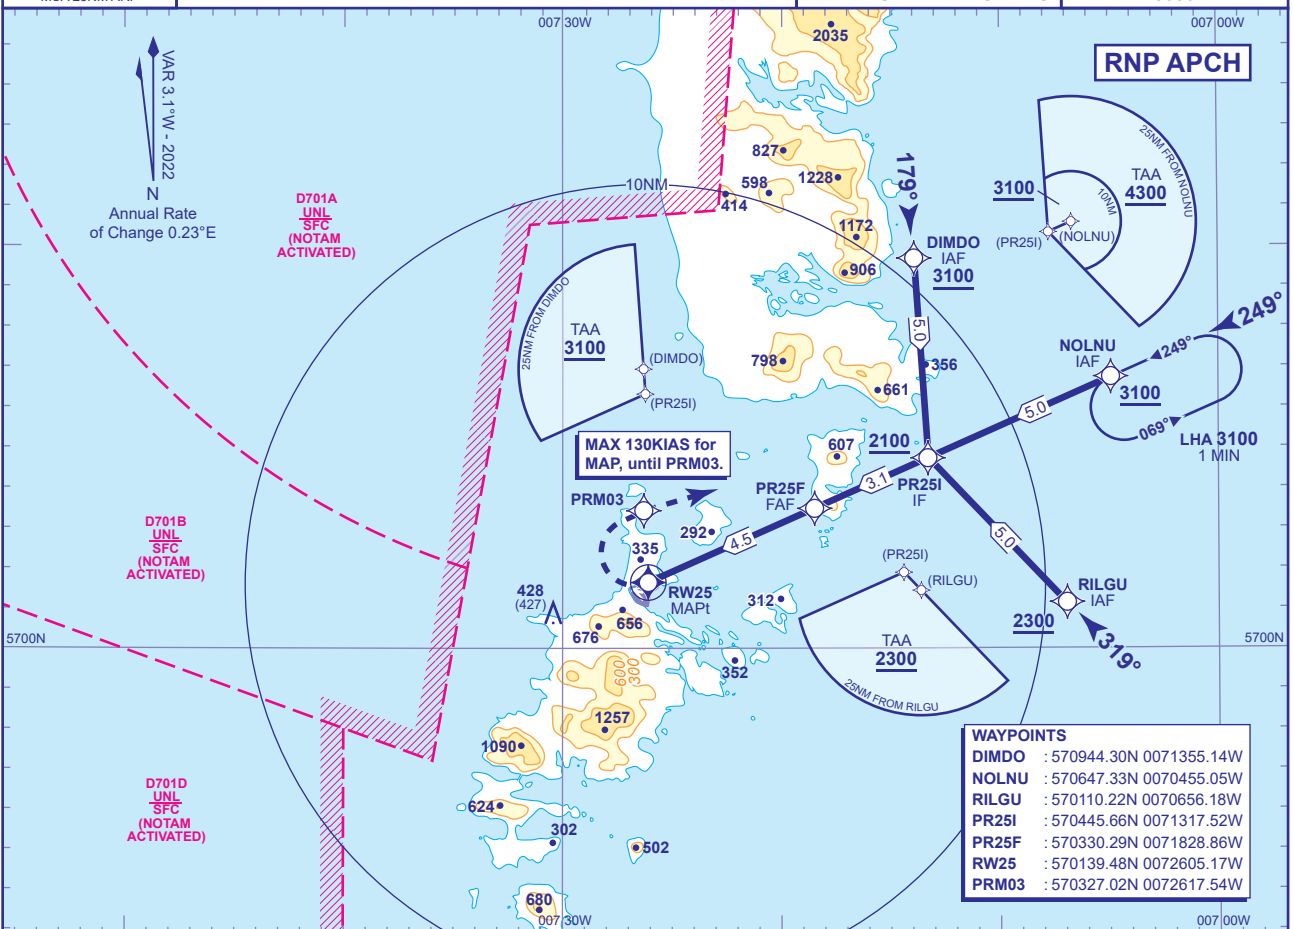 007'30W
007'00W
2035
RNP APCH
VAR 3.1°W - 2022
N
Annual Rate
of Change 0.23°E
25NM FROM NOLNU
TAA
4300
10NM
3100
(PR25I)
(NOLNU)
827
1228
598
414
10NM
179°
D701A
UNL
SFC
(NOTAM
ACTIVATED)
1172
906
DIMDO
IAF
3100
25NM FROM DIMDO
TAA
3100
(DIMDO)
(PR25I)
5.0
249°
249°
NOLNU
IAF
3100
069°
LHA 3100
1 MIN
798
356
661
5.0
MAX 130KIAS for
MAP, until PRM03.
607
2100
PR25I
IF
3.1
PR25F
FAF
PRM03
292
4.5
5.0
D701B
UNL
SFC
(NOTAM
ACTIVATED)
335
RW25
MAPt
428
(427)
312
(PR25I)
(RILGU)
RILGU
IAF
2300
319°
656
676
TAA
2300
25NM FROM RILGU
5700N
5700N
352
600
300
1257
1090
624
302
502
680
D701D
UNL
SFC
(NOTAM
ACTIVATED)
WAYPOINTS
DIMDO : 570944.30N 0071355.14W
NOLNU : 570647.33N 0070455.05W
RILGU : 570110.22N 0070656.18W
PR25I : 570445.66N 0071317.52W
PR25F : 570330.29N 0071828.86W
RW25 : 570139.48N 0072605.17W
PRM03 : 570327.02N 0072617.54W
007'30W
007'00W